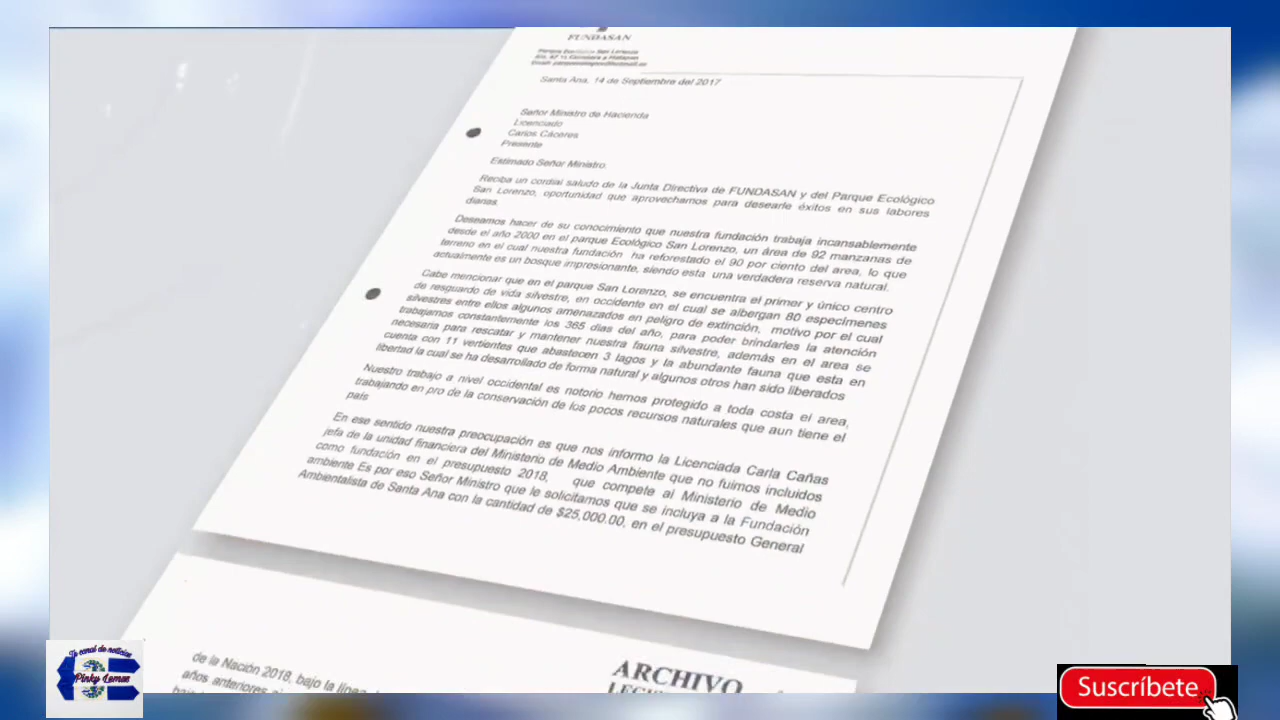 FUNDASAN
Parque Ecológico San Lorenzo
Santa Ana, 14 de Septiembre del 2017
Señor Ministro de Hacienda
Licenciado
Carlos Cáceres
Presente
Estimado Señor Ministro.
Reciba un cordial saludo de la Junta Directiva de FUNDASAN y del Parque Ecológico
San Lorenzo, oportunidad que aprovechamos para desearle éxitos en sus labores
diarias.
Deseamos hacer de su conocimiento que nuestra fundación trabaja incansablemente
desde el año 2000 en el parque Ecológico San Lorenzo, un área de 92 manzanas de
terreno en el cual nuestra fundación ha reforestado el 90 por ciento del area, lo que
actualmente es un bosque impresionante, siendo esta una verdadera reserva natural.
Cabe mencionar que en el parque San Lorenzo, se encuentra el primer y único centro
de resguardo de vida silvestre, en occidente en el cual se albergan 80 especímenes
silvestres entre ellos algunos amenazados en peligro de extinción, motivo por el cual
trabajamos constantemente los 365 dias del año, para poder brindarles la atención
necesaria para rescatar y mantener nuestra fauna silvestre, además en el area se
cuenta con 11 vertientes que abastecen 3 lagos y la abundante fauna que esta en
libertad la cual se ha desarrollado de forma natural y algunos otros han sido liberados
Nuestro trabajo a nivel occidental es notorio hemos protegido a toda costa el area,
trabajando en pro de la conservación de los pocos recursos naturales que aun tiene el
país
En ese sentido nuestra preocupación es que nos informo la Licenciada Carla Cañas
jefa de la unidad financiera del Ministerio de Medio Ambiente que no fuimos incluidos
como fundación en el presupuesto 2018, que compete al Ministerio de Medio
ambiente Es por eso Señor Ministro que le solicitamos que se incluya a la Fundación
Ambientalista de Santa Ana con la cantidad de $25,000.00, en el presupuesto General
de la Nación 2018, bajo la línea
años anteriores
ARCHIVO
Tu canal de noticias
Pinky Lemus
Suscríbete